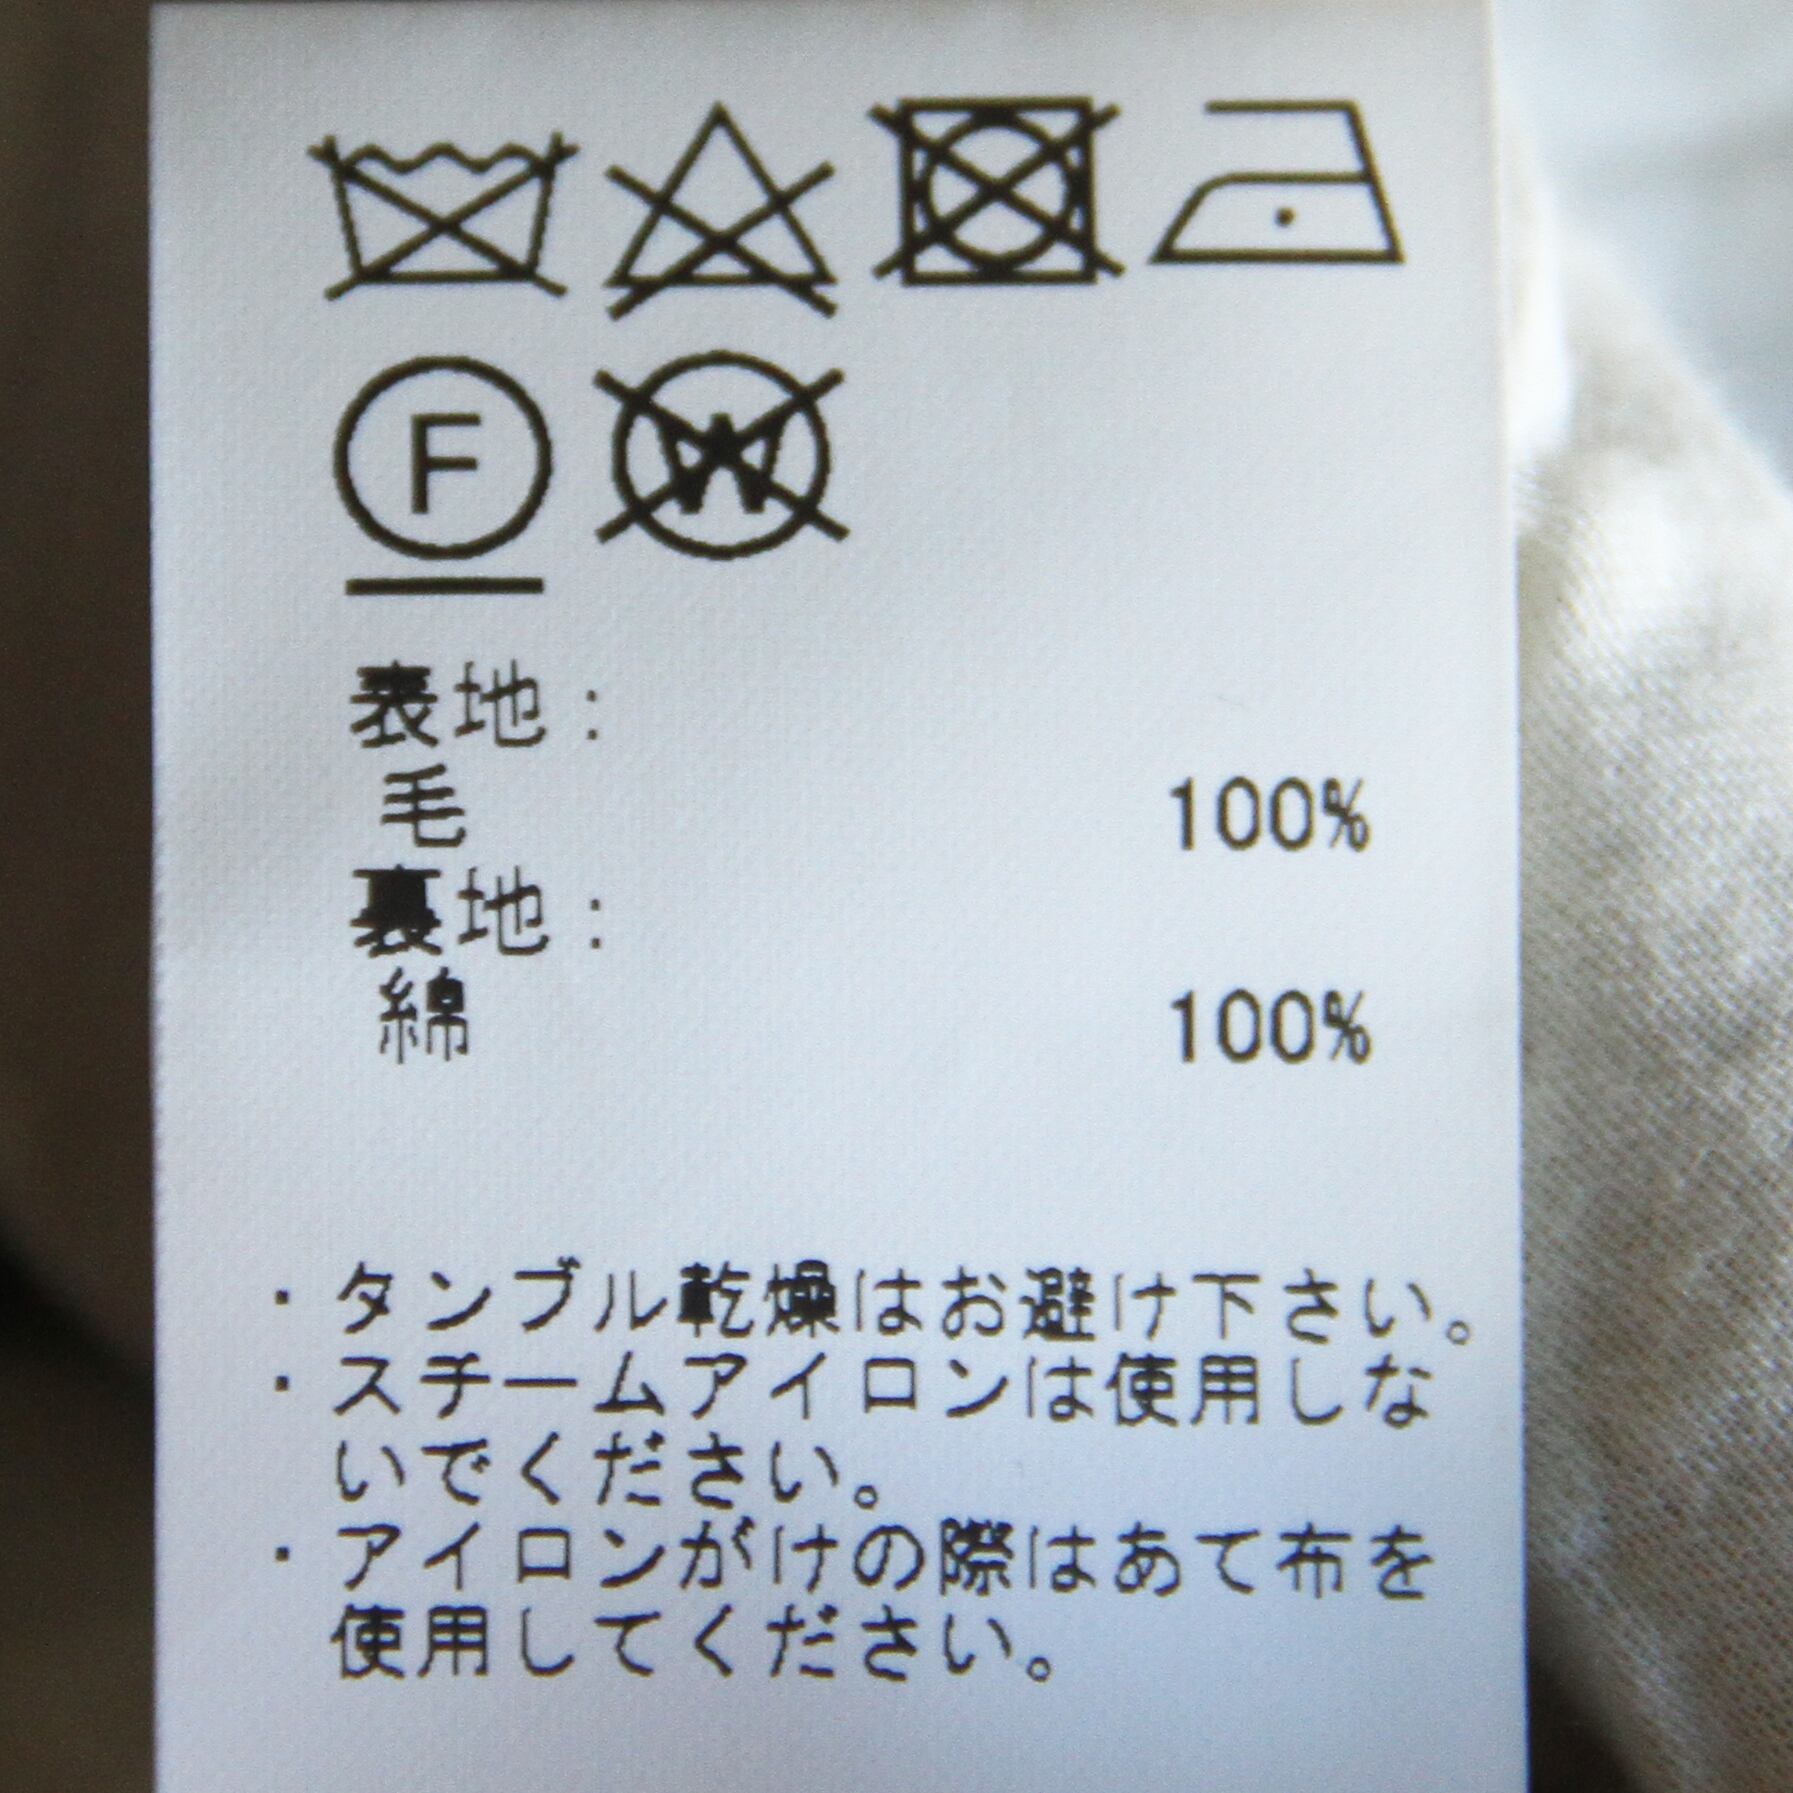 F W
表地:
毛 100%
裏地:
綿 100%
・タンブル乾燥はお避け下さい。
・スチームアイロンは使用しな
いでください。
・アイロンがけの際はあて布を
使用してください。